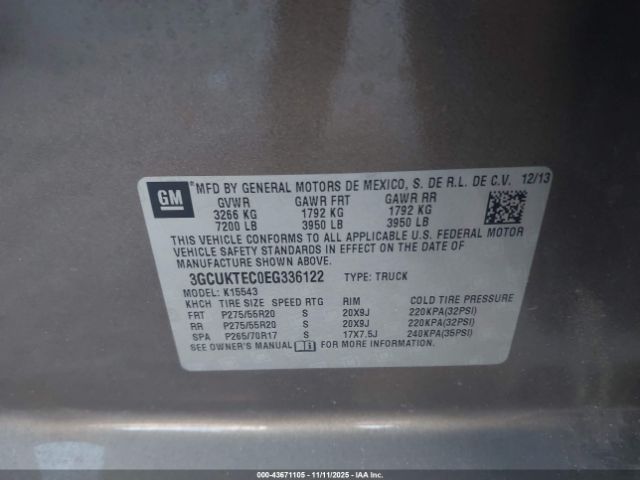 GM
MFD BY GENERAL MOTORS DE MEXICO, S. DE R.L. DE C.V. 12/13
GVWR GAWR FRT GAWR RR
3266 KG 1792 KG 1792 KG
7200 LB 3950 LB 3950 LB
THIS VEHICLE CONFORMS TO ALL APPLICABLE U.S. FEDERAL MOTOR
VEHICLE SAFETY STANDARDS IN EFFECT ON THE DATE OF
MANUFACTURE SHOWN ABOVE.
3GCUKTEC0EG336122 TYPE: TRUCK
MODEL: K15543
KHCH TIRE SIZE SPEED RTG RIM COLD TIRE PRESSURE
FRT P275/55R20 S 20X9J 220KPA(32PSI)
RR P275/55R20 S 20X9J 220KPA(32PSI)
SPA P265/70R17 S 17X7.5J 240KPA(35PSI)
SEE OWNER'S MANUAL FOR MORE INFORMATION.
000-43671105 - 11/11/2025 - IAAI.com